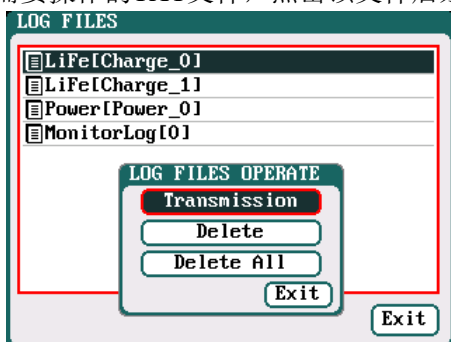 LOG FILES
LiFe[Charge_0]
LiFe[Charge_1]
Power[Power_0]
MonitorLog[0]
LOG FILES OPERATE
Transmission
Delete
Delete All
Exit
Exit